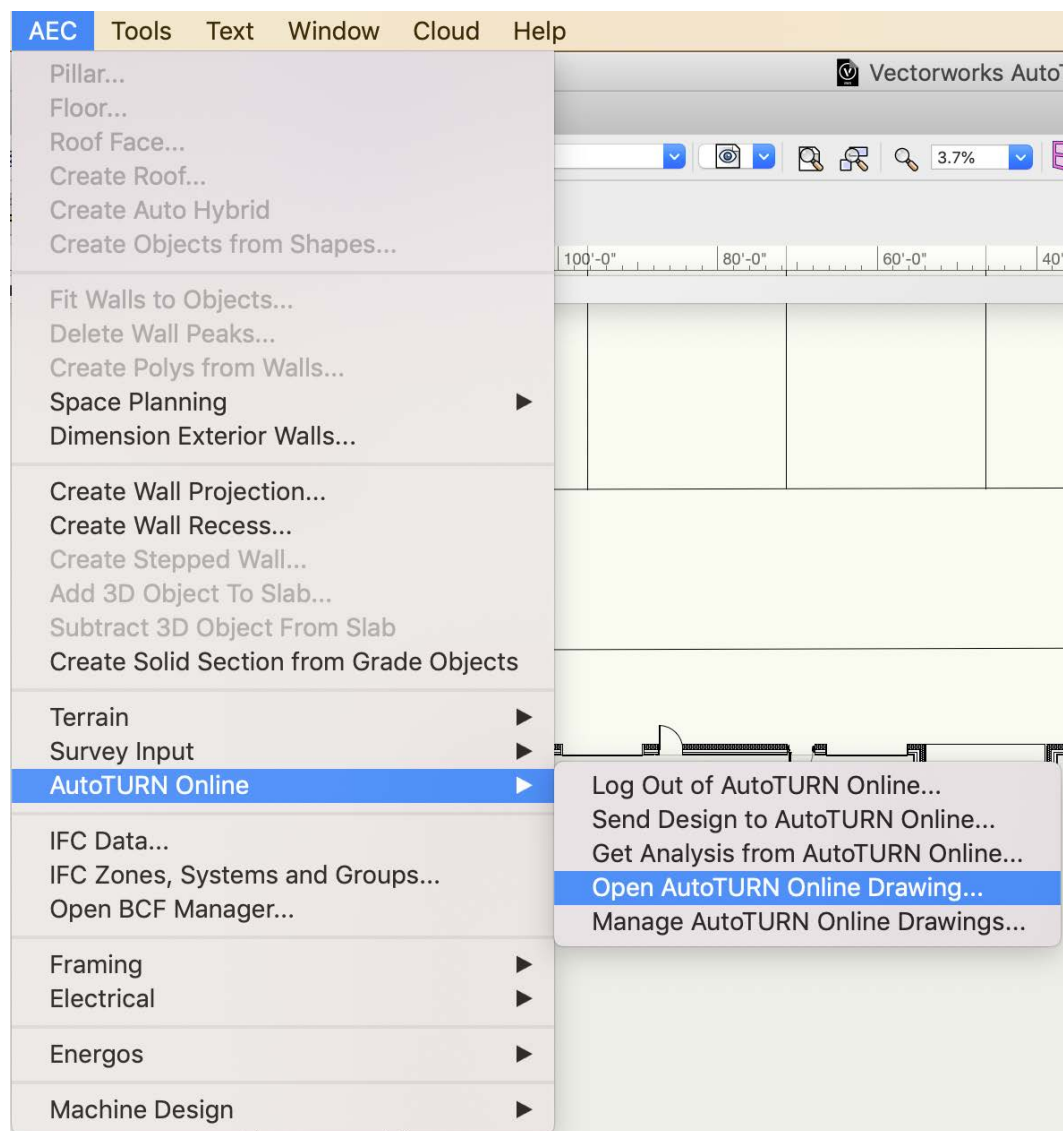 AEC Tools Text Window Cloud Help
Vectorworks Auto
Pillar...
Floor...
Roof Face...
Create Roof...
Create Auto Hybrid
Create Objects from Shapes...
3.7%
100'-0" 80'-0" 60'-0" 40'
Fit Walls to Objects...
Delete Wall Peaks...
Create Polys from Walls...
Space Planning
Dimension Exterior Walls...
Create Wall Projection...
Create Wall Recess...
Create Stepped Wall...
Add 3D Object To Slab...
Subtract 3D Object From Slab
Create Solid Section from Grade Objects
Terrain
Survey Input
AutoTURN Online
Log Out of AutoTURN Online...
Send Design to AutoTURN Online...
Get Analysis from AutoTURN Online...
Open AutoTURN Online Drawing...
Manage AutoTURN Online Drawings...
IFC Data...
IFC Zones, Systems and Groups...
Open BCF Manager...
Framing
Electrical
Energos
Machine Design